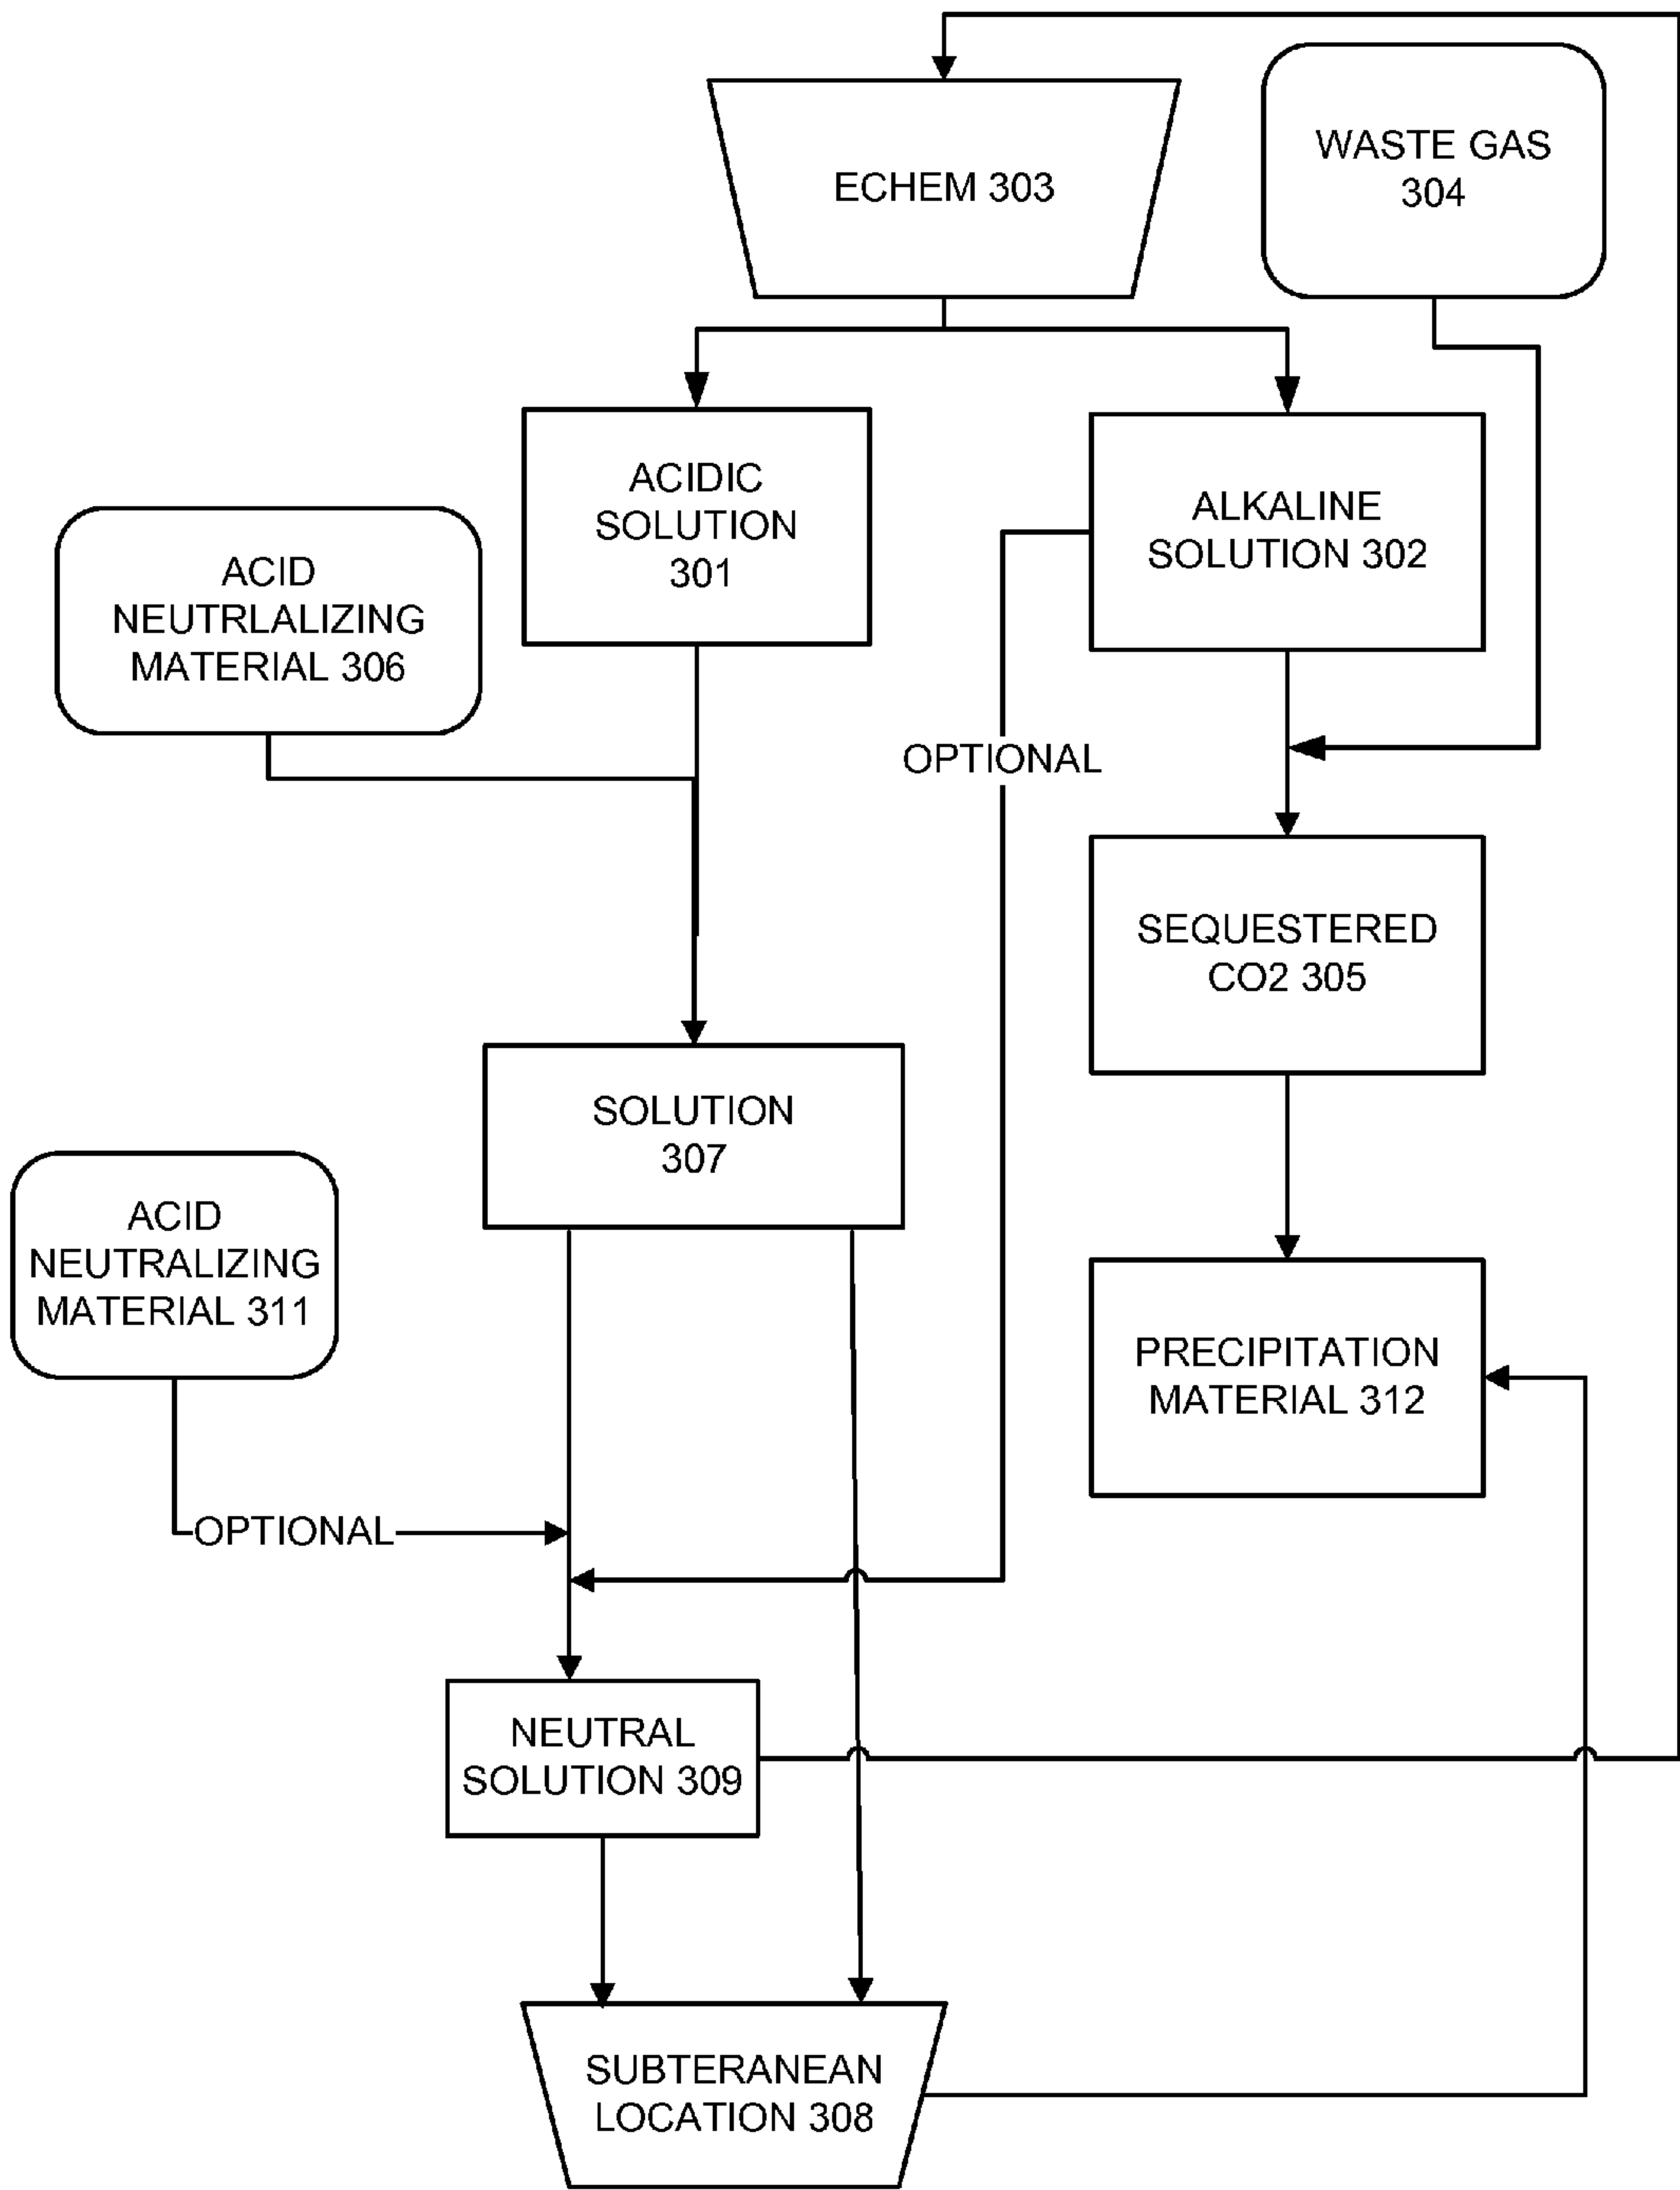 ECHEM 303
WASTE GAS
304
ACIDIC
SOLUTION
301
ALKALINE
SOLUTION 302
ACID
NEUTRLALIZING
MATERIAL 306
OPTIONAL
SEQUESTERED
CO2 305
SOLUTION
307
ACID
NEUTRALIZING
MATERIAL 311
PRECIPITATION
MATERIAL 312
OPTIONAL
NEUTRAL
SOLUTION 309
SUBTERANEAN
LOCATION 308